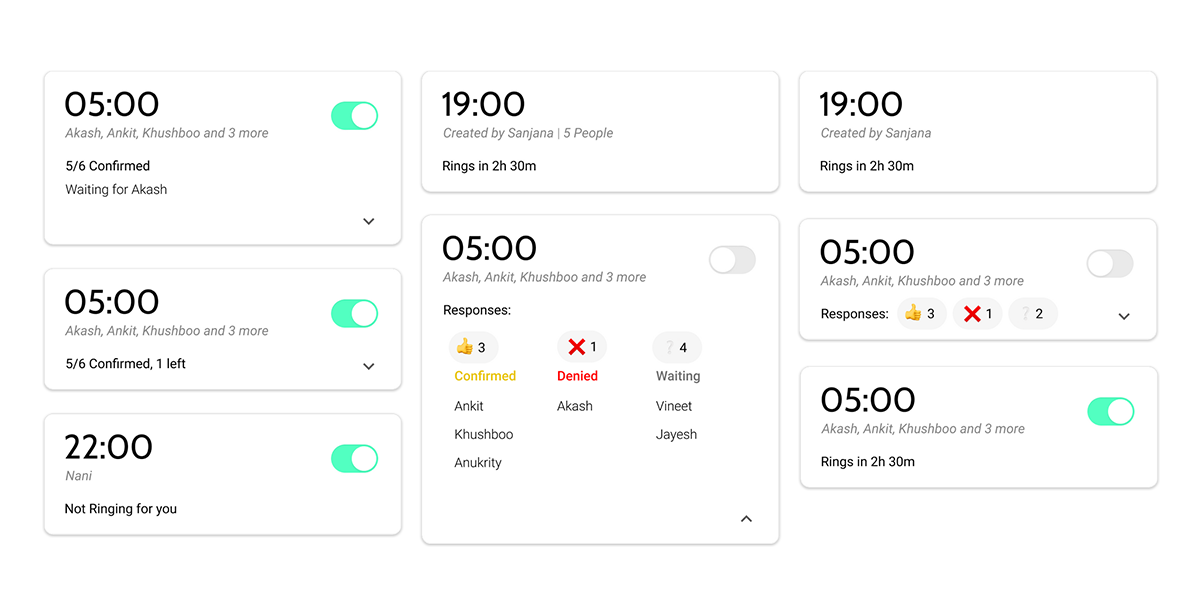 05:00
Akash, Ankit, Khushboo and 3 more
5/6 Confirmed
Waiting for Akash
05:00
Akash, Ankit, Khushboo and 3 more
5/6 Confirmed, 1 left
22:00
Nani
Not Ringing for you
19:00
Created by Sanjana | 5 People
Rings in 2h 30m
05:00
Akash, Ankit, Khushboo and 3 more
Responses:
👍 3 ❌ 1 ❔ 4
Confirmed Denied Waiting
Ankit Akash Vineet
Khushboo Jayesh
Anukrity
19:00
Created by Sanjana
Rings in 2h 30m
05:00
Akash, Ankit, Khushboo and 3 more
Responses: 👍 3 ❌ 1 ❔ 2
05:00
Akash, Ankit, Khushboo and 3 more
Rings in 2h 30m